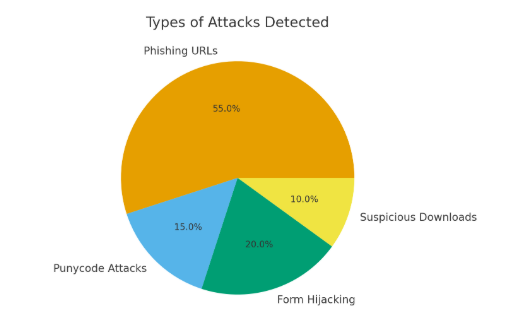 Types of Attacks Detected
Phishing URLs
55.0%
10.0%
Suspicious Downloads
15.0%
20.0%
Punycode Attacks
Form Hijacking